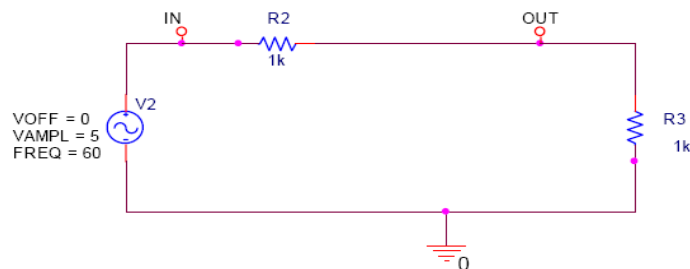 IN
R2
OUT
1k
V2
VOFF = 0
VAMPL = 5
FREQ = 60
R3
1k
0